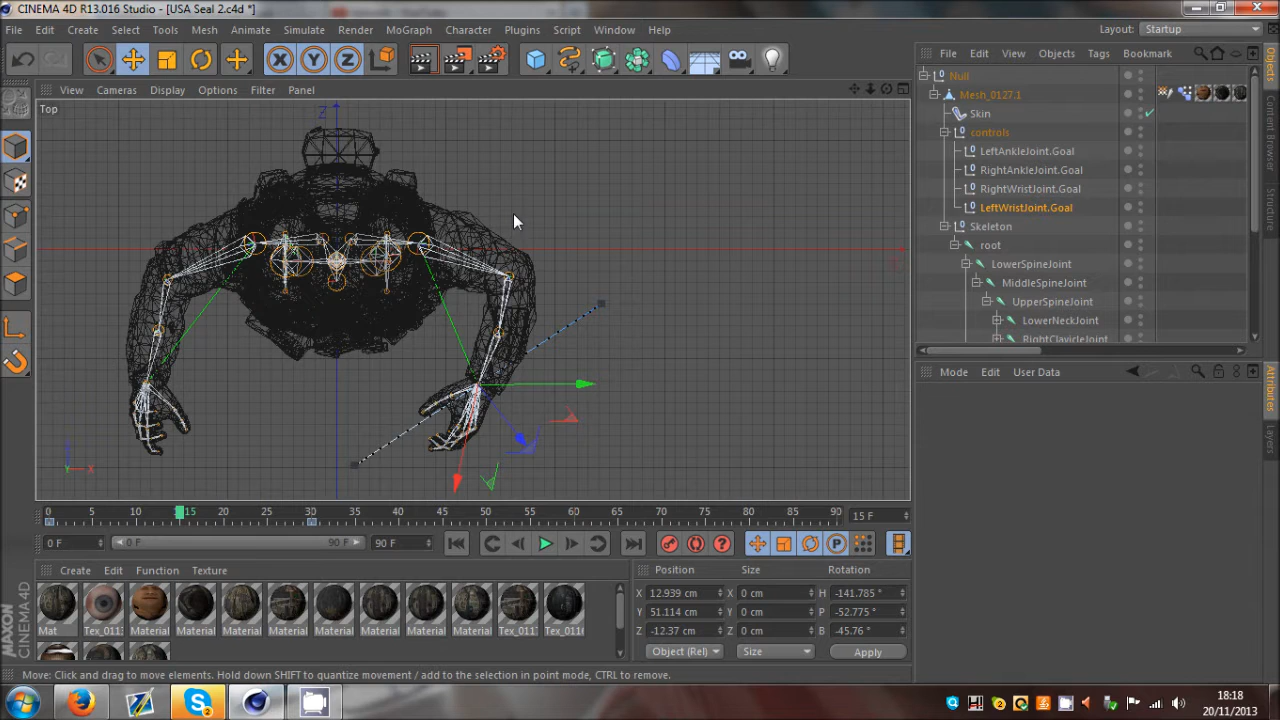 CINEMA 4D R13.016 Studio - [USA Seal 2.c4d *]
File Edit Create Select Tools Mesh Animate Simulate Render MoGraph Character Plugins Script Window Help Layout: Startup
File Edit View Objects Tags Bookmark
View Cameras Display Options Filter Panel
Top
Null
Mesh_0127.1
Skin
controls
LeftAnkleJoint.Goal
RightAnkleJoint.Goal
RightWristJoint.Goal
LeftWristJoint.Goal
Skeleton
root
LowerSpineJoint
MiddleSpineJoint
UpperSpineJoint
LowerNeckJoint
RightClavicleJoint
Objects
Content Browser
Structure
Mode Edit User Data
Attributes
Layers
Z
Y X
0 5 10 15 20 25 30 35 40 45 50 55 60 65 70 75 80 85 90 15 F
0 F 0 F 90 F 90 F
Create Edit Function Texture
Mat Tex_011 Material Material Material Material Material Material Material Material Tex_011 Tex_011
Position Size Rotation
X 12.939 cm X 0 cm H -141.785 °
Y 51.114 cm Y 0 cm P -52.775 °
Z -12.37 cm Z 0 cm B -45.76 °
Object (Rel) Size Apply
MAXON
CINEMA 4D
Move: Click and drag to move elements. Hold down SHIFT to quantize movement / add to the selection in point mode, CTRL to remove.
18:18
20/11/2013